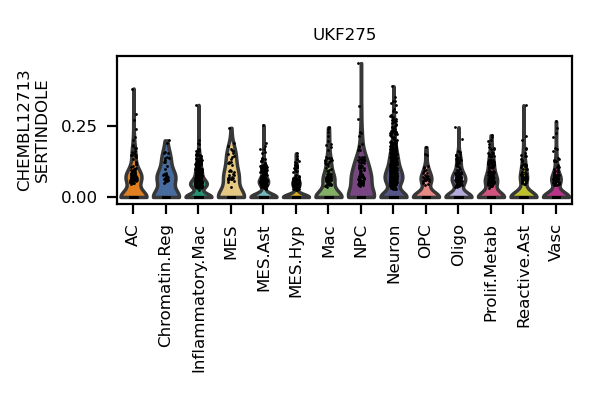 UKF275
CHEMBL12713
SERTINDOLE
0.25
0.00
AC
Chromatin.Reg
Inflammatory.Mac
MES
MES.Ast
MES.Hyp
Mac
NPC
Neuron
OPC
Oligo
Prolif.Metab
Reactive.Ast
Vasc